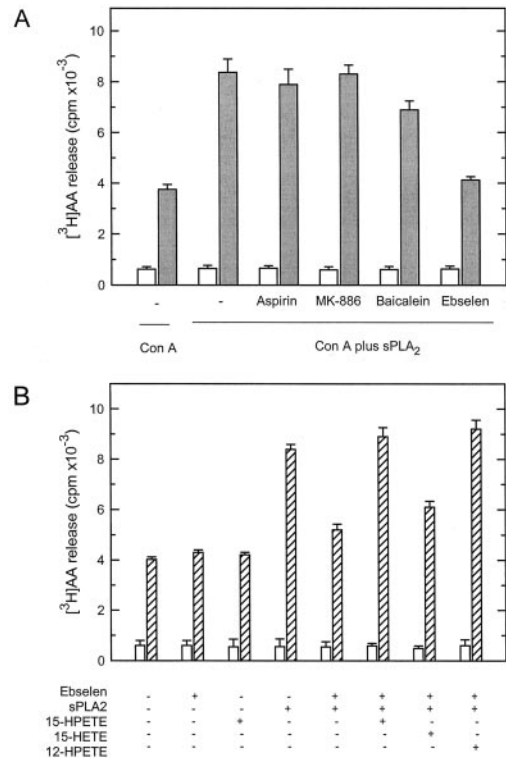 A
[³H]AA release (cpm x10⁻³)
10
8
6
4
2
0
- - Aspirin MK-886 Baicalein Ebselen
Con A Con A plus sPLA₂
B
[³H]AA release (cpm x10⁻³)
10
8
6
4
2
0
Ebselen - + - - + + + +
sPLA2 - - - + + + + +
15-HPETE - - + - - + - -
15-HETE - - - - - - + -
12-HPETE - - - - - - - +